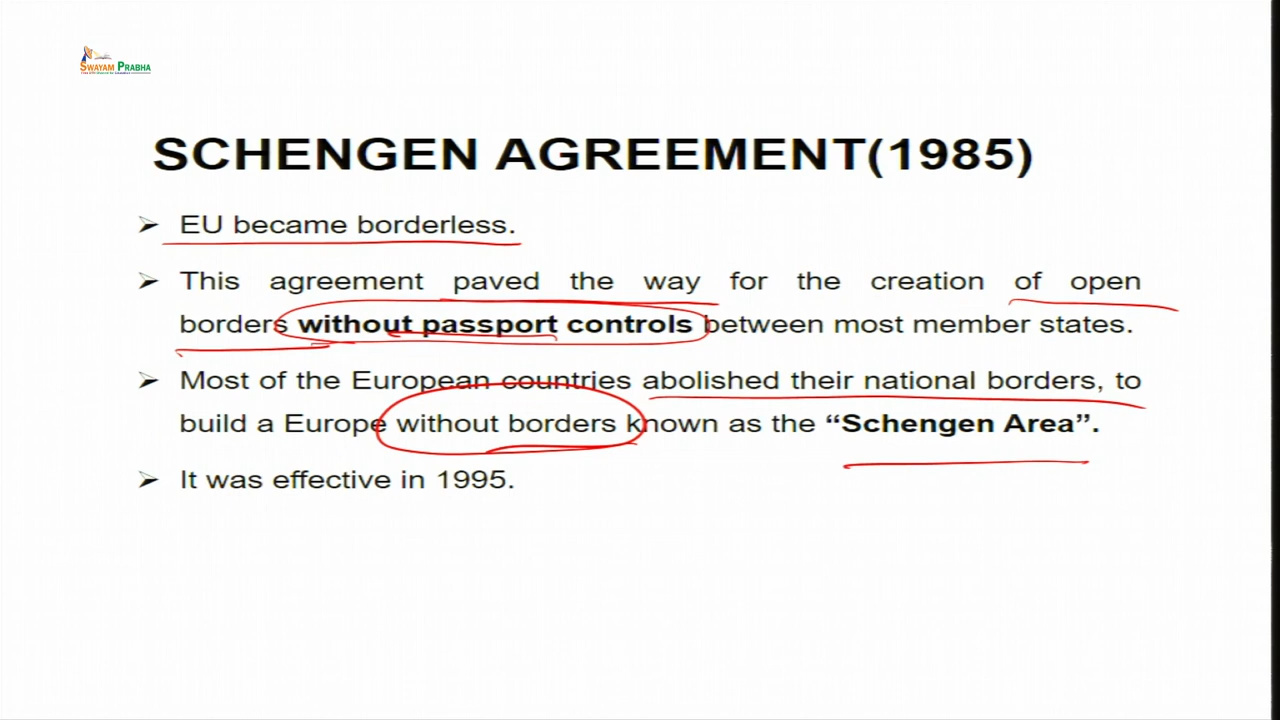 SWAYAM PRABHA
SCHENGEN AGREEMENT(1985)
➢ EU became borderless.
➢ This agreement paved the way for the creation of open
borders without passport controls between most member states.
➢ Most of the European countries abolished their national borders, to
build a Europe without borders known as the “Schengen Area”.
➢ It was effective in 1995.